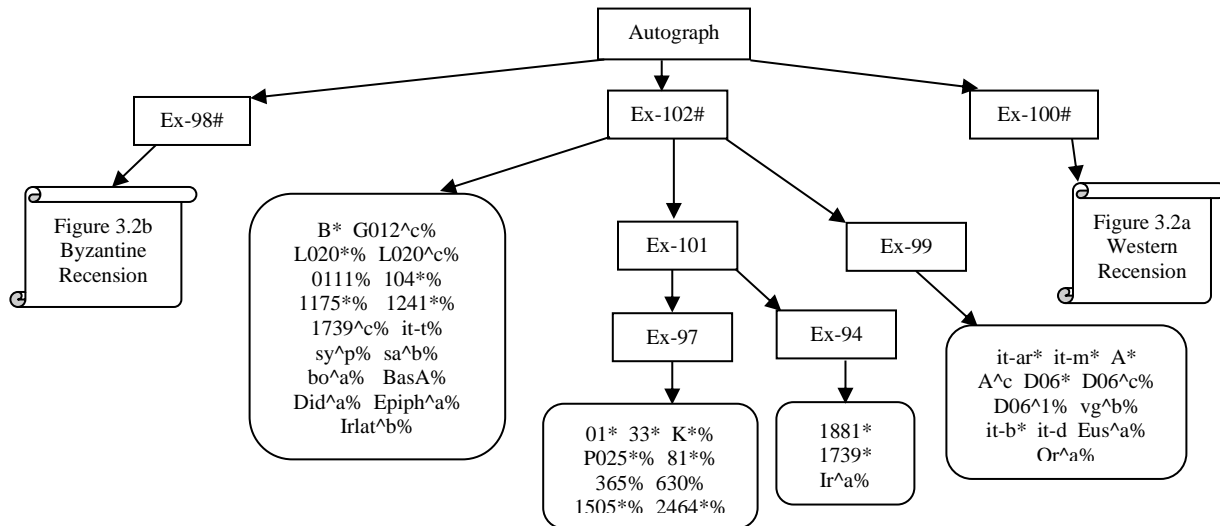 Autograph
Ex-98#
Ex-102#
Ex-100#
Figure 3.2b
Byzantine
Recension
B* G012^c%
L020*% L020^c%
0111% 104*%
1175*% 1241*%
1739^c% it-t%
sy^p% sa^b%
bo^a% BasA%
Did^a% Epiph^a%
Irlat^b%
Ex-101
Ex-99
Figure 3.2a
Western
Recension
Ex-97
Ex-94
01* 33* K*%
P025*% 81*%
365% 630%
1505*% 2464*%
1881*
1739*
Ir^a%
it-ar* it-m* A*
A^c D06* D06^c%
D06^1% vg^b%
it-b* it-d Eus^a%
Or^a%